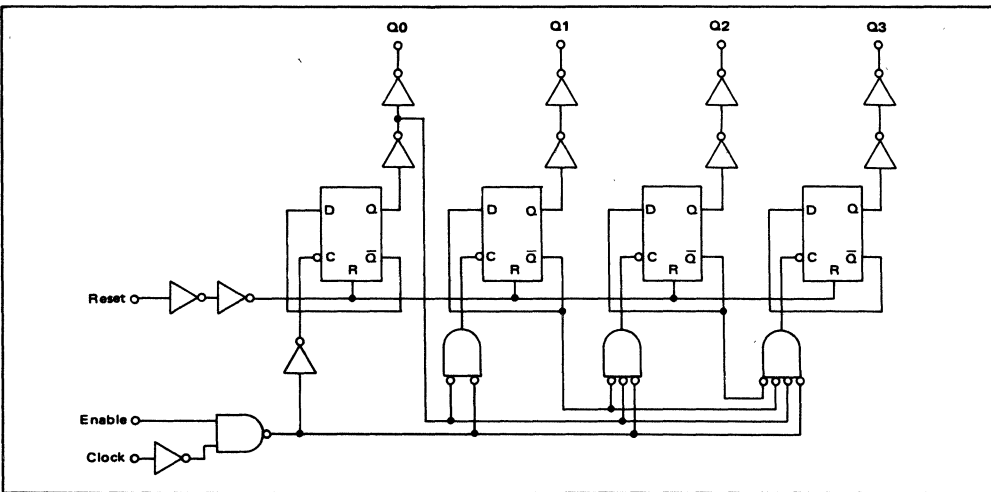 Q0 Q1 Q2 Q3
D Q D Q D Q D Q
C Q̅ C Q̅ C Q̅ C Q̅
R R R R
Reset
Enable
Clock